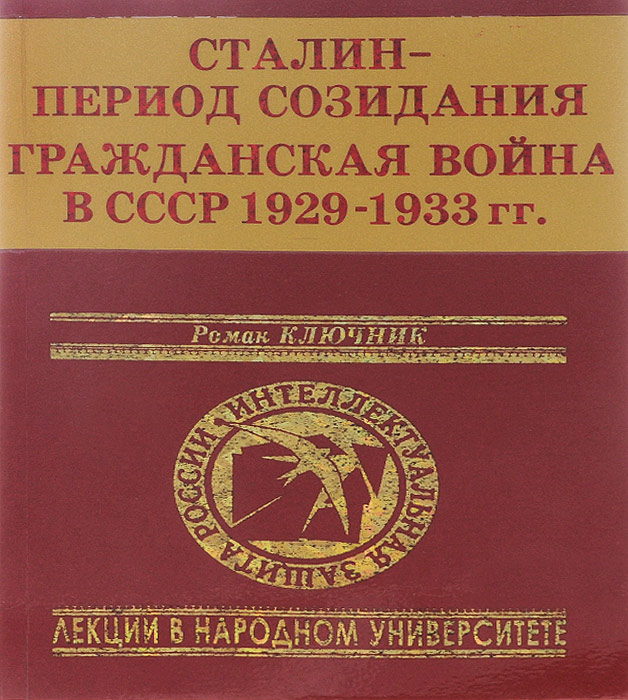 СТАЛИН–
ПЕРИОД СОЗИДАНИЯ
ГРАЖДАНСКАЯ ВОЙНА
В СССР 1929-1933 гг.
Роман КЛЮЧНИК
ИНТЕЛЛЕКТУАЛЬНАЯ ЗАЩИТА РОССИИ
ЛЕКЦИИ В НАРОДНОМ УНИВЕРСИТЕТЕ